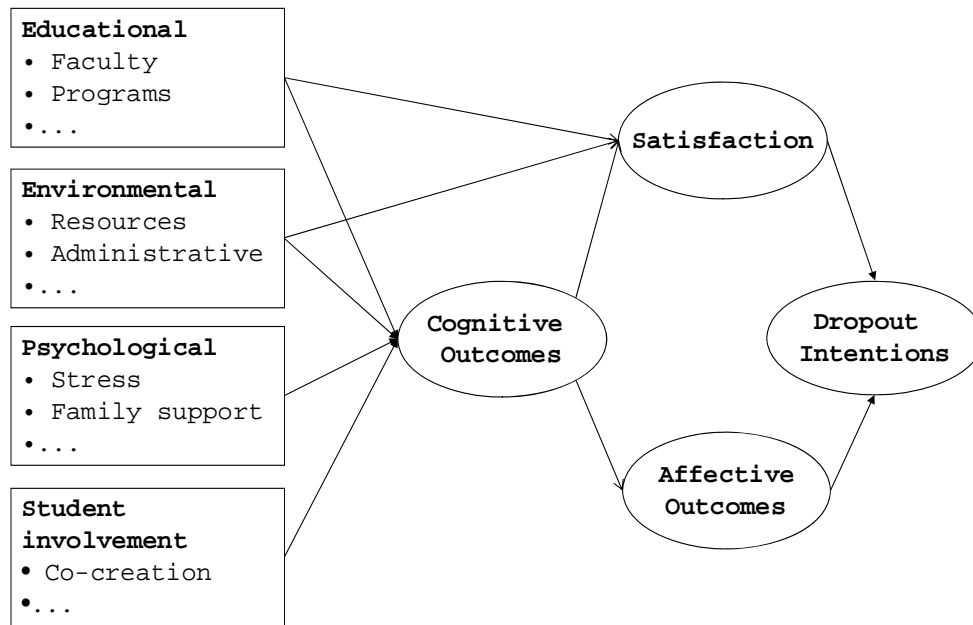 Educational
• Faculty
• Programs
•...
Environmental
• Resources
• Administrative
•...
Psychological
• Stress
• Family support
•...
Student
involvement
• Co-creation
•...
Satisfaction
Cognitive
Outcomes
Affective
Outcomes
Dropout
Intentions